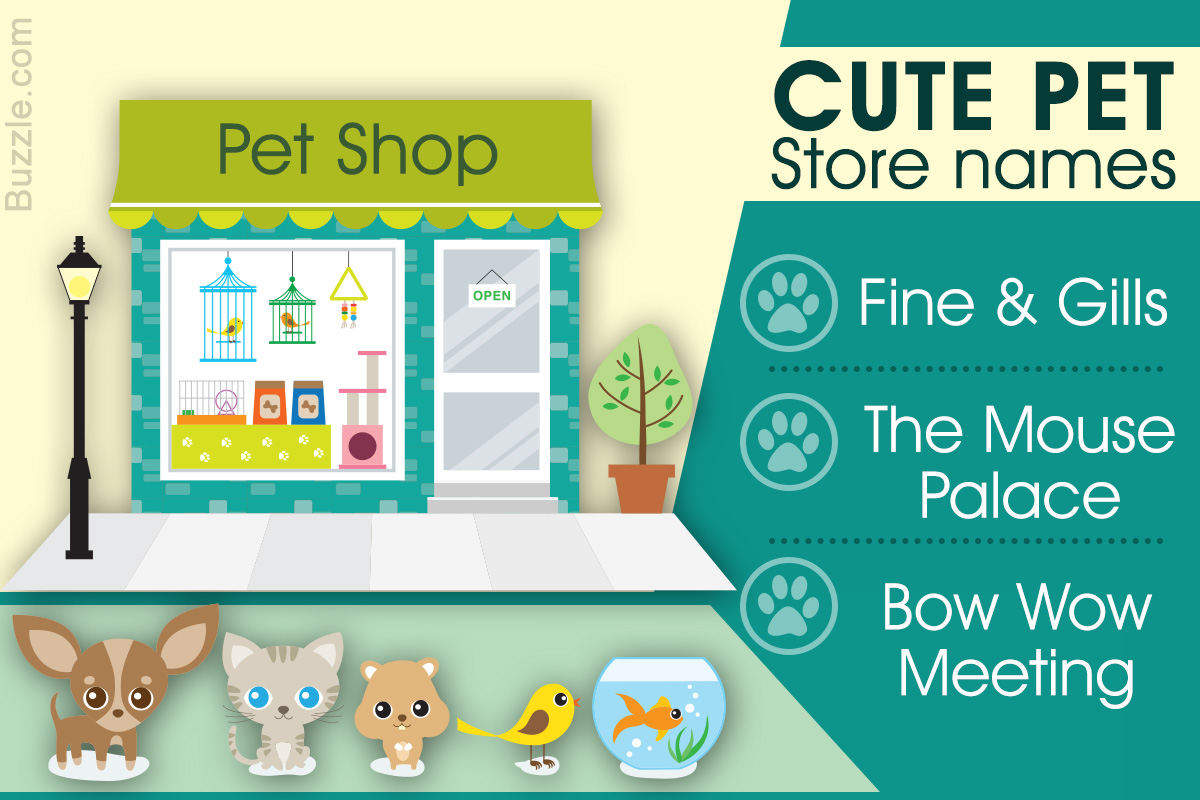 Buzzle.com
Pet Shop
OPEN
CUTE PET
Store names
Fine & Gills
The Mouse
Palace
Bow Wow
Meeting